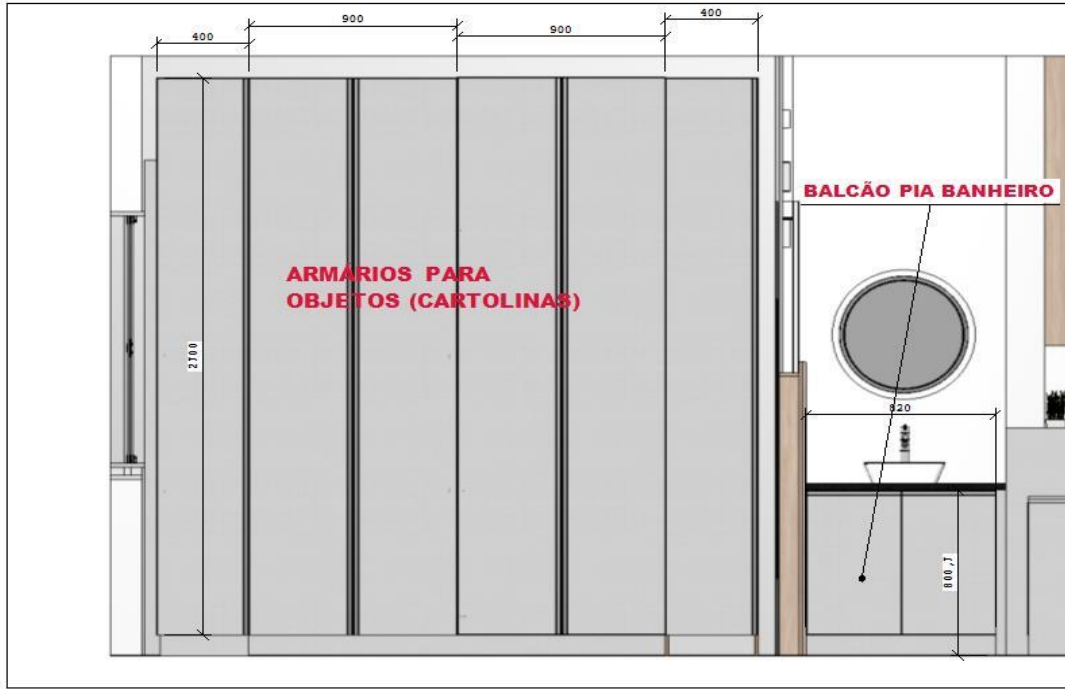 900
400
400
900
BALCÃO PIA BANHEIRO
ARMÁRIOS PARA
OBJETOS (CARTOLINAS)
2700
820
800,7